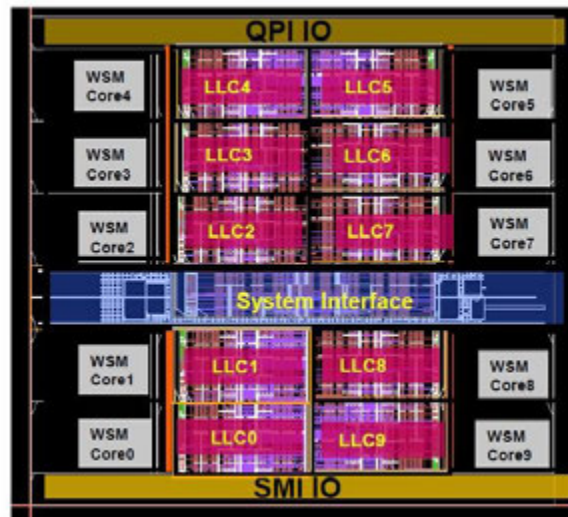 QPI IO
WSM
Core4
LLC4
LLC5
WSM
Core5
WSM
Core3
LLC3
LLC6
WSM
Core6
WSM
Core2
LLC2
LLC7
WSM
Core7
System Interface
WSM
Core1
LLC1
LLC8
WSM
Core8
WSM
Core0
LLC0
LLC9
WSM
Core9
SMI IO